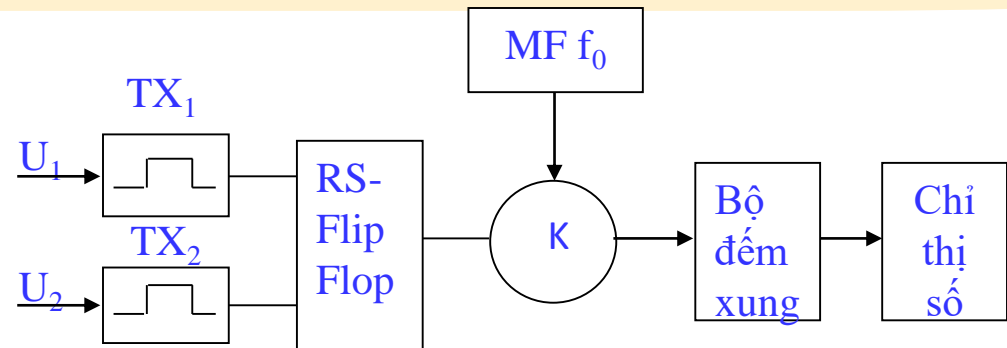 MF f₀
TX₁
U₁
TX₂
U₂
RS-
Flip
Flop
K
Bộ
đếm
xung
Chỉ
thị
số